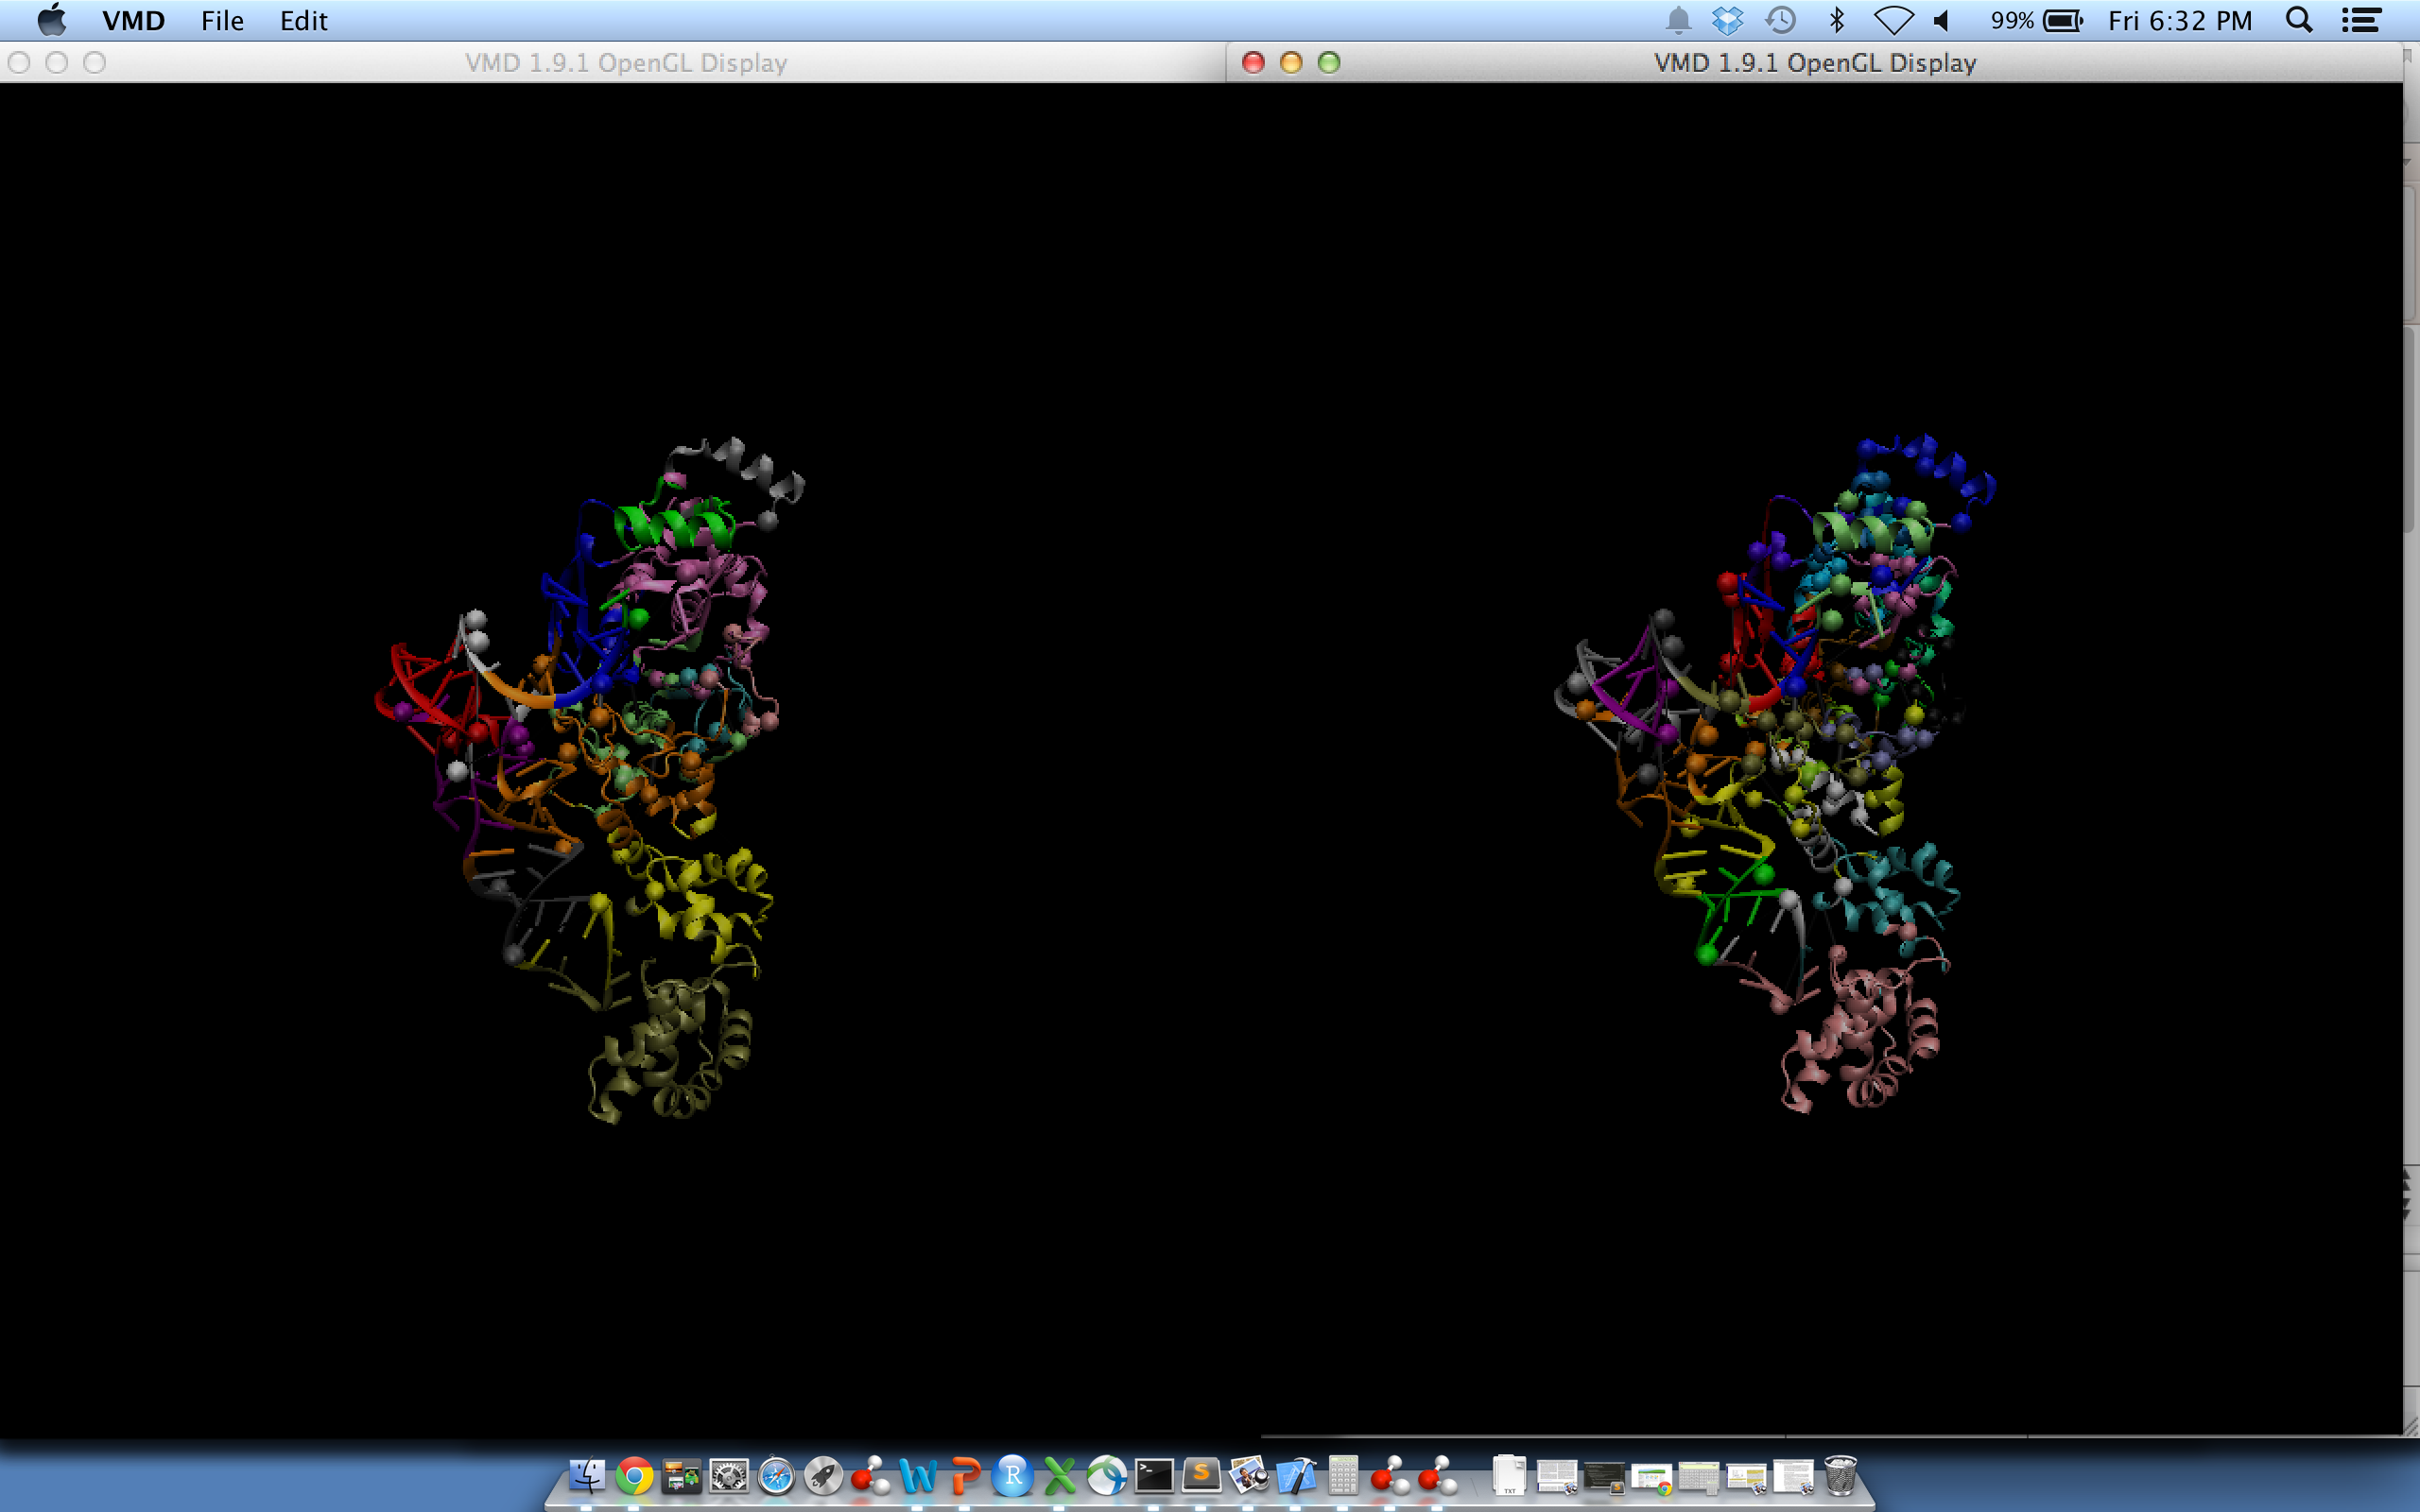 VMD File Edit 99% Fri 6:32 PM
VMD 1.9.1 OpenGL Display
VMD 1.9.1 OpenGL Display
TXT